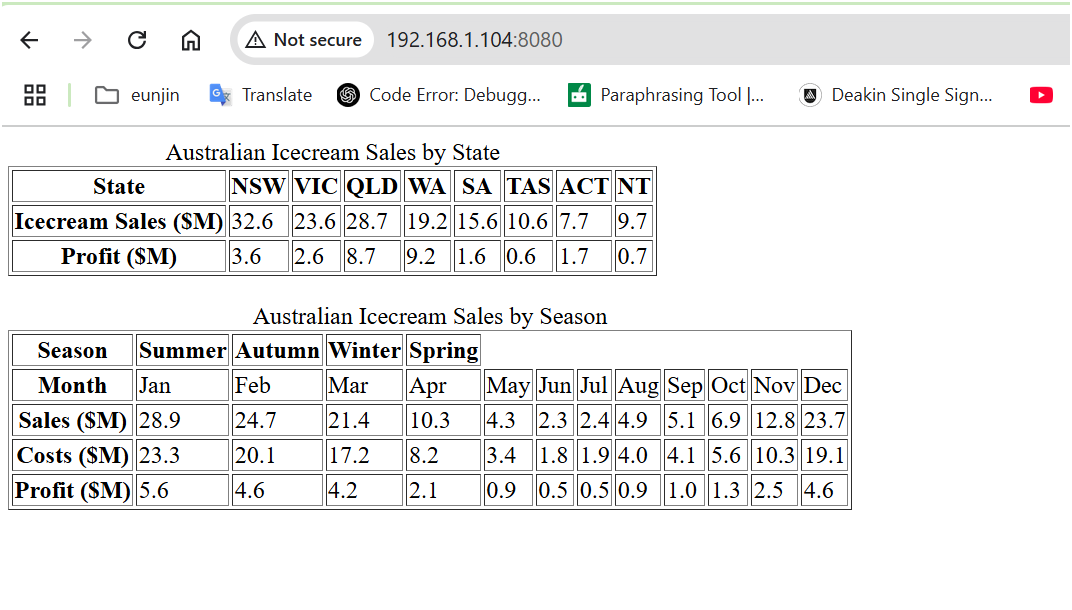 Not secure 192.168.1.104:8080
eunjin Translate Code Error: Debugg... Paraphrasing Tool |... Deakin Single Sign...
Australian Icecream Sales by State
State NSW VIC QLD WA SA TAS ACT NT
Icecream Sales ($M) 32.6 23.6 28.7 19.2 15.6 10.6 7.7 9.7
Profit ($M) 3.6 2.6 8.7 9.2 1.6 0.6 1.7 0.7
Australian Icecream Sales by Season
Season Summer Autumn Winter Spring
Month Jan Feb Mar Apr May Jun Jul Aug Sep Oct Nov Dec
Sales ($M) 28.9 24.7 21.4 10.3 4.3 2.3 2.4 4.9 5.1 6.9 12.8 23.7
Costs ($M) 23.3 20.1 17.2 8.2 3.4 1.8 1.9 4.0 4.1 5.6 10.3 19.1
Profit ($M) 5.6 4.6 4.2 2.1 0.9 0.5 0.5 0.9 1.0 1.3 2.5 4.6